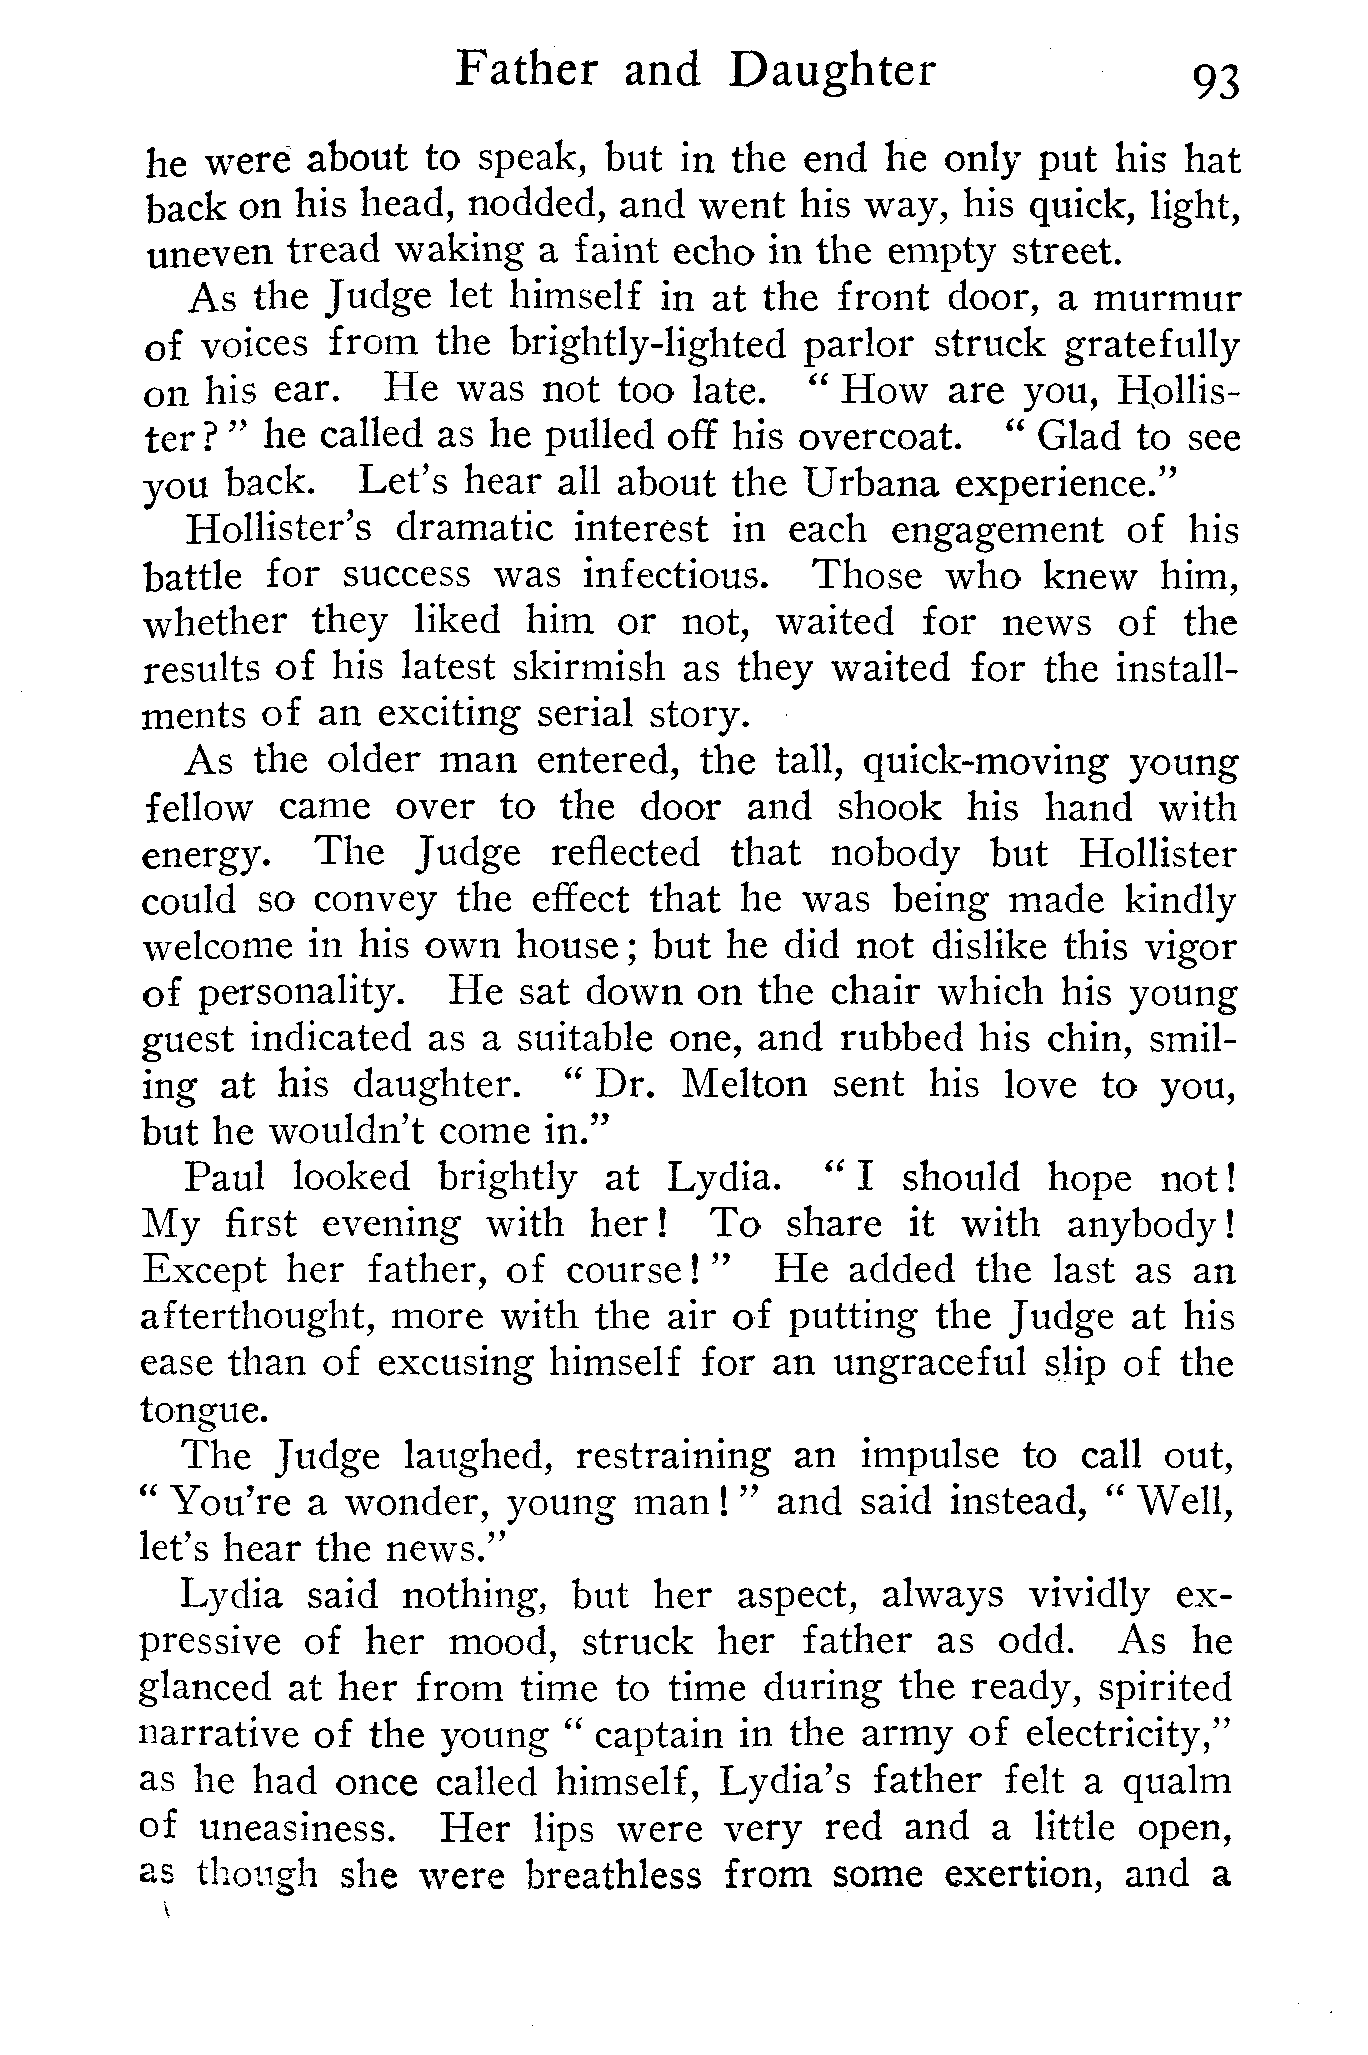 Father and Daughter 93
he were about to speak, but in the end he only put his hat
back on his head, nodded, and went his way, his quick, light,
uneven tread waking a faint echo in the empty street.
As the Judge let himself in at the front door, a murmur
of voices from the brightly-lighted parlor struck gratefully
on his ear. He was not too late. " How are you, Hollis-
ter ? " he called as he pulled off his overcoat. " Glad to see
you back. Let's hear all about the Urbana experience."
Hollister's dramatic interest in each engagement of his
battle for success was infectious. Those who knew him,
whether they liked him or not, waited for news of the
results of his latest skirmish as they waited for the install-
ments of an exciting serial story.
As the older man entered, the tall, quick-moving young
fellow came over to the door and shook his hand with
energy. The Judge reflected that nobody but Hollister
could so convey the effect that he was being made kindly
welcome in his own house ; but he did not dislike this vigor
of personality. He sat down on the chair which his young
guest indicated as a suitable one, and rubbed his chin, smil-
ing at his daughter. " Dr. Melton sent his love to you,
but he wouldn't come in."
Paul looked brightly at Lydia. " I should hope not !
My first evening with her ! To share it with anybody !
Except her father, of course ! " He added the last as an
afterthought, more with the air of putting the Judge at his
ease than of excusing himself for an ungraceful slip of the
tongue.
The Judge laughed, restraining an impulse to call out,
" You're a wonder, young man ! " and said instead, " Well,
let's hear the news."
Lydia said nothing, but her aspect, always vividly ex-
pressive of her mood, struck her father as odd. As he
glanced at her from time to time during the ready, spirited
narrative of the young " captain in the army of electricity,"
as he had once called himself, Lydia's father felt a qualm
of uneasiness. Her lips were very red and a little open,
as though she were breathless from some exertion, and a